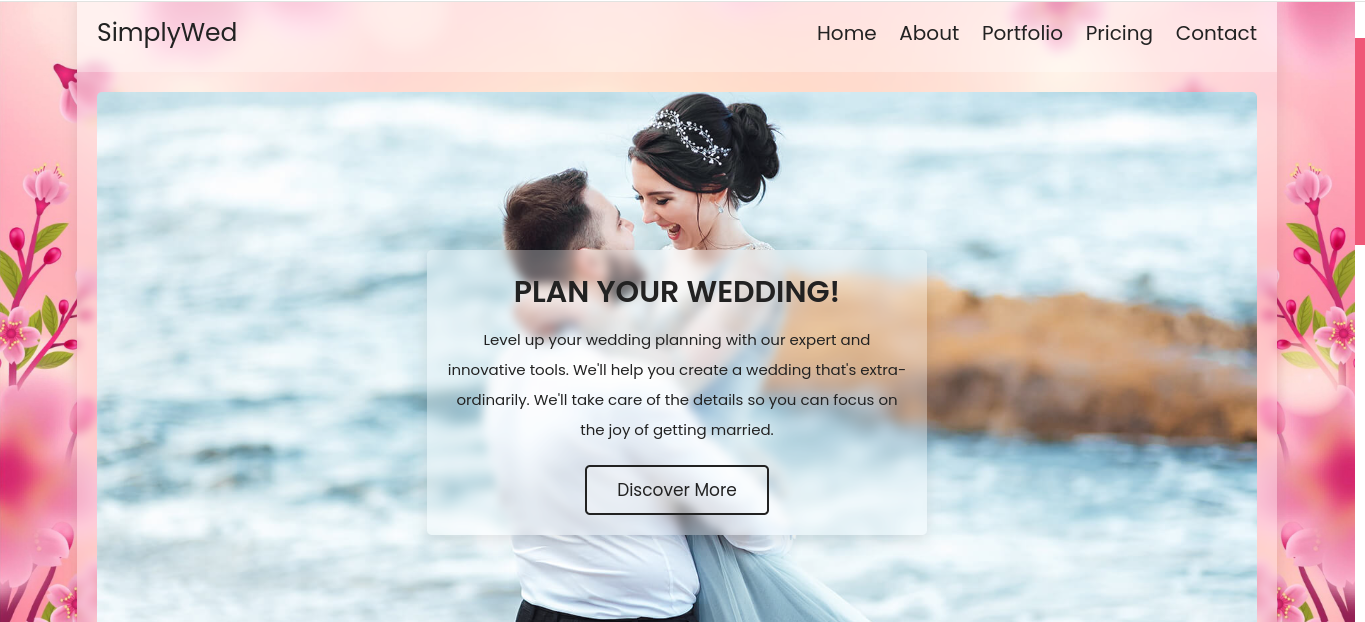 SimplyWed
Home About Portfolio Pricing Contact
PLAN YOUR WEDDING!
Level up your wedding planning with our expert and
innovative tools. We'll help you create a wedding that's extra-
ordinarily. We'll take care of the details so you can focus on
the joy of getting married.
Discover More